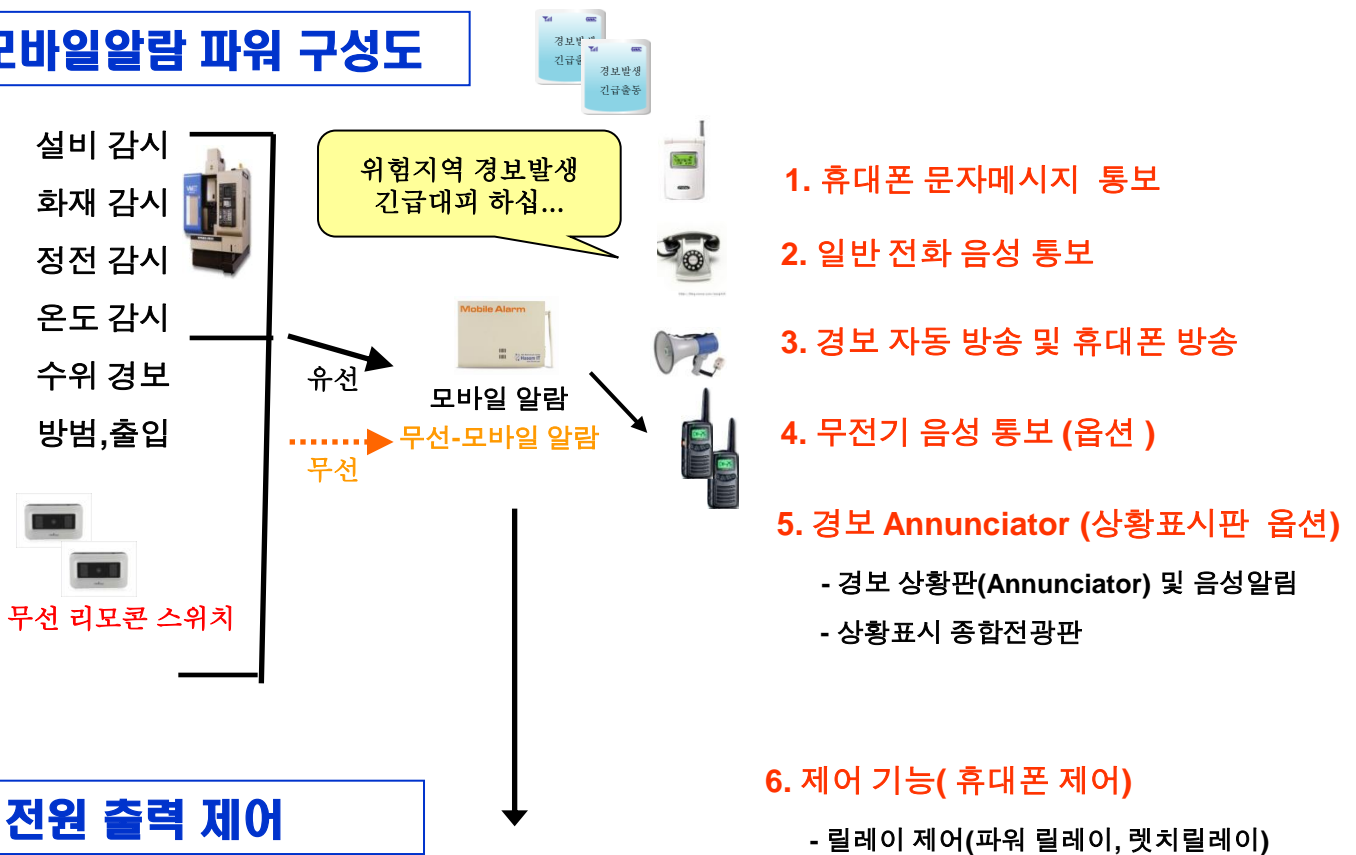 모바일알람 파워 구성도
경보발생
긴급출동
설비 감시
화재 감시
정전 감시
온도 감시
수위 경보
방범,출입
무선 리모콘 스위치
위험지역 경보발생
긴급대피 하십...
유선
무선
Mobile Alarm
모바일 알람
무선-모바일 알람
1. 휴대폰 문자메시지 통보
2. 일반 전화 음성 통보
3. 경보 자동 방송 및 휴대폰 방송
4. 무전기 음성 통보 (옵션 )
5. 경보 Annunciator (상황표시판 옵션)
- 경보 상황판(Annunciator) 및 음성알림
- 상황표시 종합전광판
6. 제어 기능( 휴대폰 제어)
- 릴레이 제어(파워 릴레이, 렛치릴레이)
전원 출력 제어